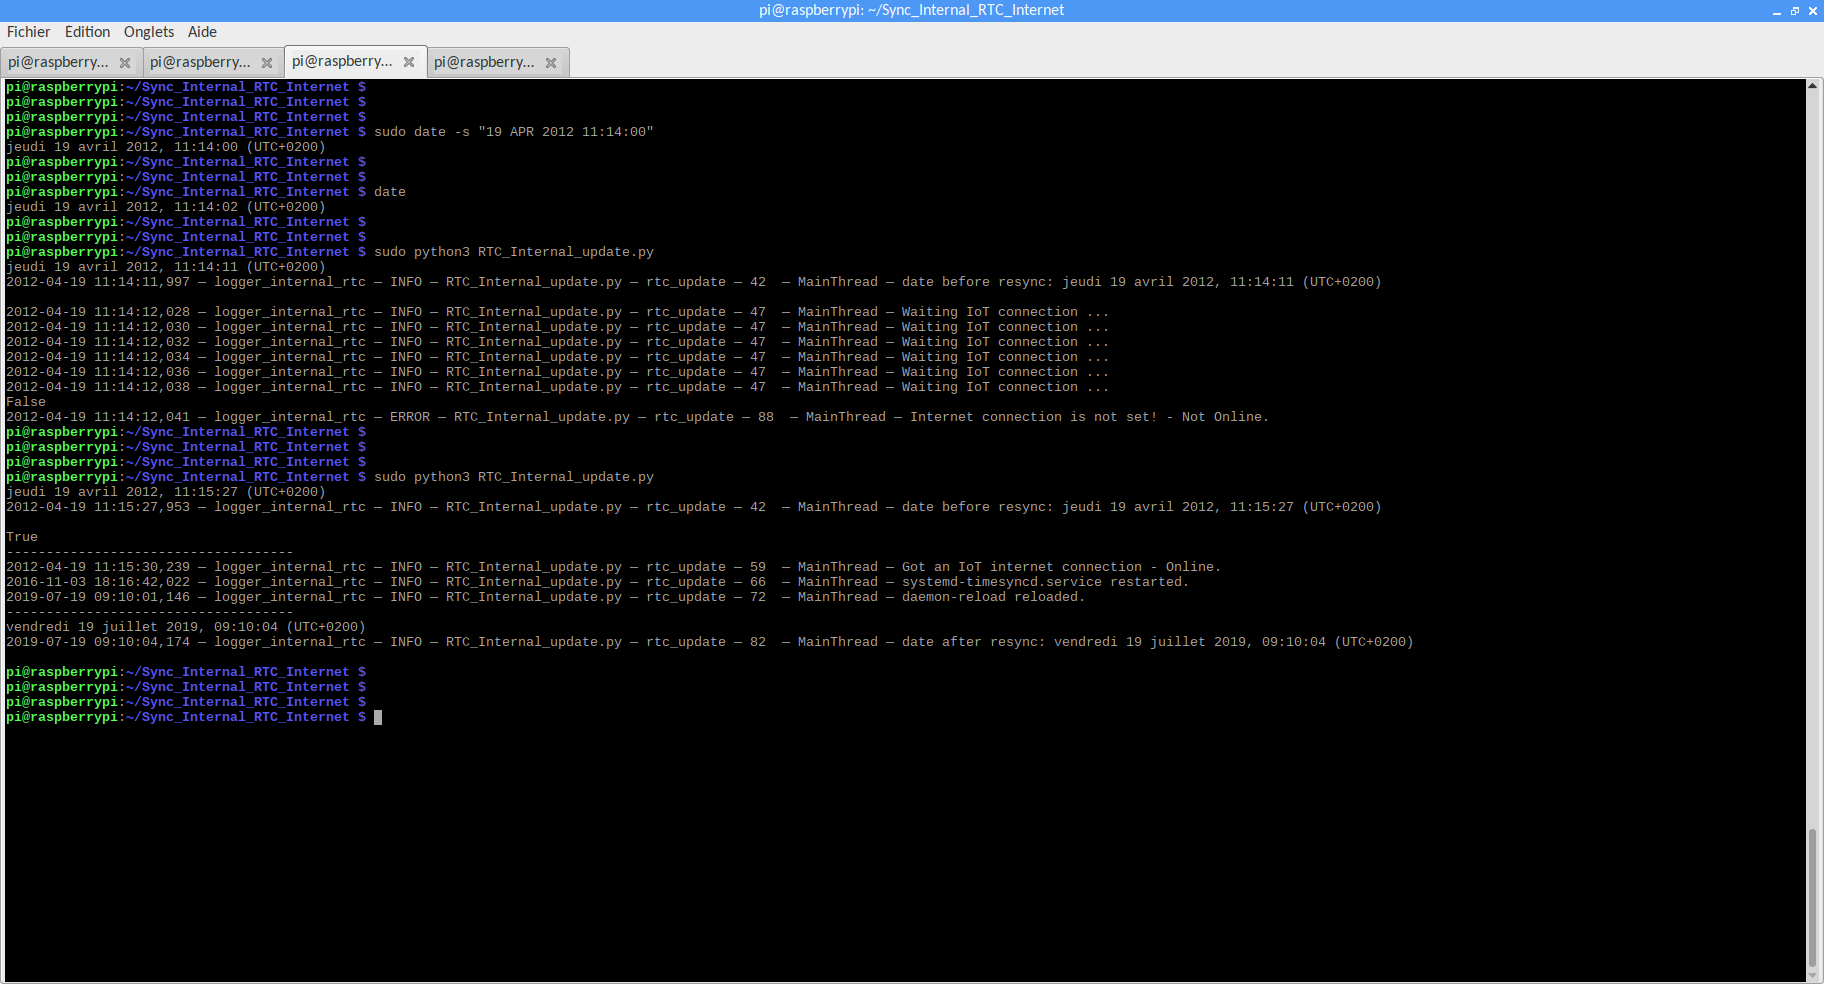 pi@raspberrypi: ~/Sync_Internal_RTC_Internet
Fichier Édition Onglets Aide
pi@raspberry... pi@raspberry... pi@raspberry... pi@raspberry...
pi@raspberrypi:~/Sync_Internal_RTC_Internet $
pi@raspberrypi:~/Sync_Internal_RTC_Internet $
pi@raspberrypi:~/Sync_Internal_RTC_Internet $
pi@raspberrypi:~/Sync_Internal_RTC_Internet $ sudo date -s "19 APR 2012 11:14:00"
jeudi 19 avril 2012, 11:14:00 (UTC+0200)
pi@raspberrypi:~/Sync_Internal_RTC_Internet $
pi@raspberrypi:~/Sync_Internal_RTC_Internet $
pi@raspberrypi:~/Sync_Internal_RTC_Internet $ date
jeudi 19 avril 2012, 11:14:02 (UTC+0200)
pi@raspberrypi:~/Sync_Internal_RTC_Internet $
pi@raspberrypi:~/Sync_Internal_RTC_Internet $
pi@raspberrypi:~/Sync_Internal_RTC_Internet $ sudo python3 RTC_Internal_update.py
jeudi 19 avril 2012, 11:14:11 (UTC+0200)
2012-04-19 11:14:11,997 — logger_internal_rtc — INFO — RTC_Internal_update.py — rtc_update — 42  — MainThread — date before resync: jeudi 19 avril 2012, 11:14:11 (UTC+0200)
2012-04-19 11:14:12,028 — logger_internal_rtc — INFO — RTC_Internal_update.py — rtc_update — 47  — MainThread — Waiting IoT connection ...
2012-04-19 11:14:12,030 — logger_internal_rtc — INFO — RTC_Internal_update.py — rtc_update — 47  — MainThread — Waiting IoT connection ...
2012-04-19 11:14:12,032 — logger_internal_rtc — INFO — RTC_Internal_update.py — rtc_update — 47  — MainThread — Waiting IoT connection ...
2012-04-19 11:14:12,034 — logger_internal_rtc — INFO — RTC_Internal_update.py — rtc_update — 47  — MainThread — Waiting IoT connection ...
2012-04-19 11:14:12,036 — logger_internal_rtc — INFO — RTC_Internal_update.py — rtc_update — 47  — MainThread — Waiting IoT connection ...
2012-04-19 11:14:12,038 — logger_internal_rtc — INFO — RTC_Internal_update.py — rtc_update — 47  — MainThread — Waiting IoT connection ...
False
2012-04-19 11:14:12,041 — logger_internal_rtc — ERROR — RTC_Internal_update.py — rtc_update — 88  — MainThread — Internet connection is not set! - Not Online.
pi@raspberrypi:~/Sync_Internal_RTC_Internet $
pi@raspberrypi:~/Sync_Internal_RTC_Internet $
pi@raspberrypi:~/Sync_Internal_RTC_Internet $
pi@raspberrypi:~/Sync_Internal_RTC_Internet $ sudo python3 RTC_Internal_update.py
jeudi 19 avril 2012, 11:15:27 (UTC+0200)
2012-04-19 11:15:27,953 — logger_internal_rtc — INFO — RTC_Internal_update.py — rtc_update — 42  — MainThread — date before resync: jeudi 19 avril 2012, 11:15:27 (UTC+0200)
True
------------------------------------
2012-04-19 11:15:30,239 — logger_internal_rtc — INFO — RTC_Internal_update.py — rtc_update — 59  — MainThread — Got an IoT internet connection - Online.
2016-11-03 18:16:42,022 — logger_internal_rtc — INFO — RTC_Internal_update.py — rtc_update — 66  — MainThread — systemd-timesyncd.service restarted.
2019-07-19 09:10:01,146 — logger_internal_rtc — INFO — RTC_Internal_update.py — rtc_update — 72  — MainThread — daemon-reload reloaded.
------------------------------------
vendredi 19 juillet 2019, 09:10:04 (UTC+0200)
2019-07-19 09:10:04,174 — logger_internal_rtc — INFO — RTC_Internal_update.py — rtc_update — 82  — MainThread — date after resync: vendredi 19 juillet 2019, 09:10:04 (UTC+0200)
pi@raspberrypi:~/Sync_Internal_RTC_Internet $
pi@raspberrypi:~/Sync_Internal_RTC_Internet $
pi@raspberrypi:~/Sync_Internal_RTC_Internet $
pi@raspberrypi:~/Sync_Internal_RTC_Internet $